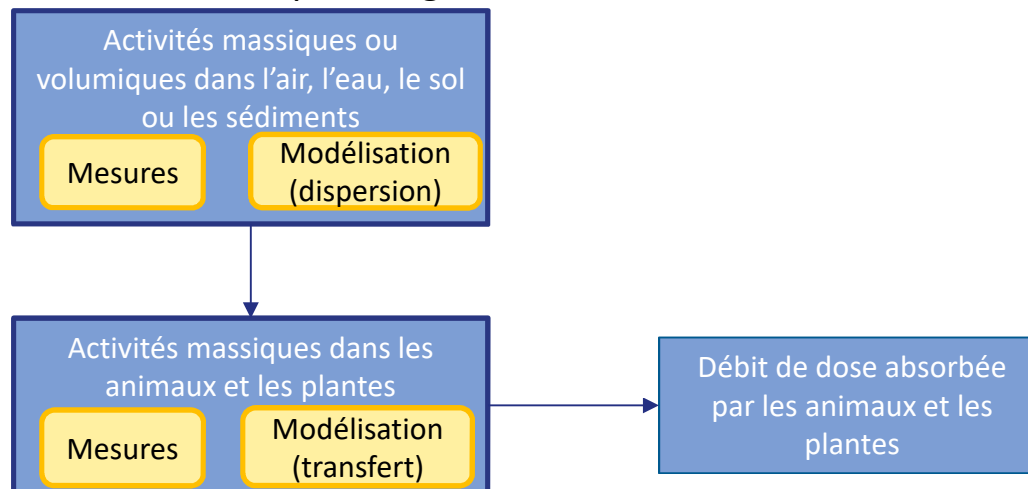 Activités massiques ou
volumiques dans l'air, l'eau, le sol
ou les sédiments
Mesures
Modélisation
(dispersion)
Activités massiques dans les
animaux et les plantes
Mesures
Modélisation
(transfert)
Débit de dose absorbée
par les animaux et les
plantes